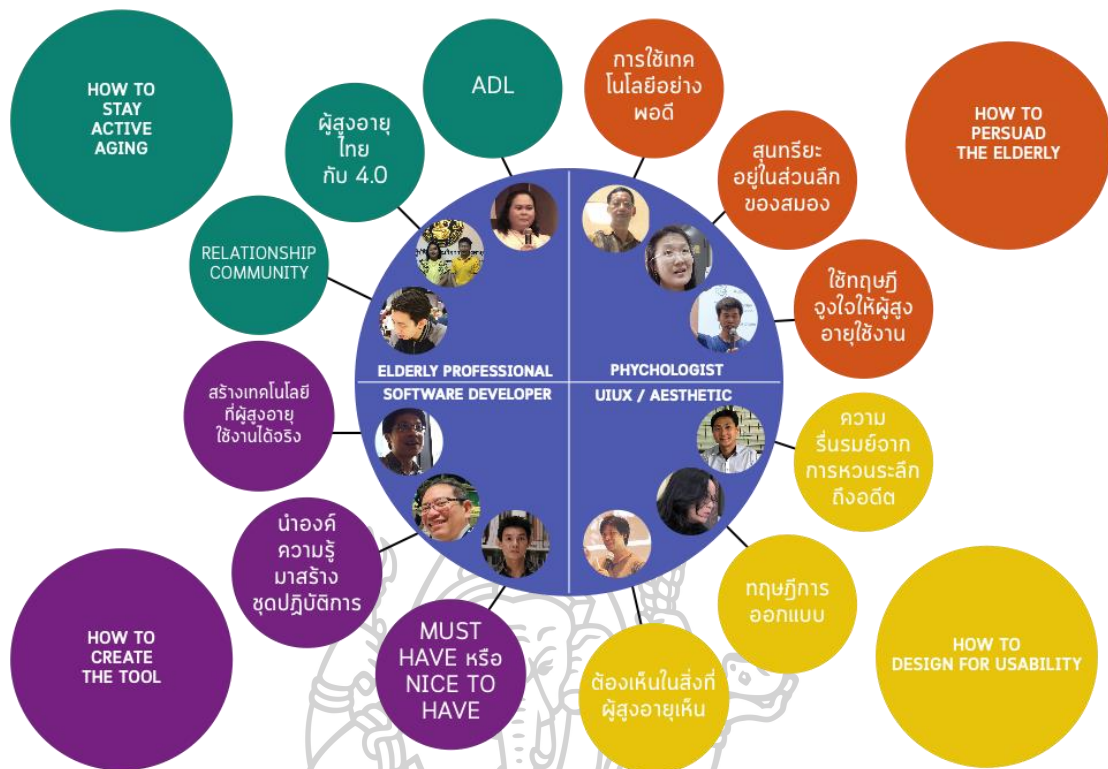 HOW TO
STAY
ACTIVE
AGING
ผู้สูงอายุ
ไทย
กับ 4.0
ADL
การใช้เทค
โนโลยีอย่าง
พอดี
สุนทรียะ
อยู่ในส่วนลึก
ของสมอง
HOW TO
PERSUAD
THE ELDERLY
RELATIONSHIP
COMMUNITY
ใช้ทฤษฎี
จูงใจให้ผู้สูง
อายุใช้งาน
ELDERLY PROFESSIONAL
PHYCHOLOGIST
SOFTWARE DEVELOPER
UIUX / AESTHETIC
สร้างเทคโนโลยี
ที่ผู้สูงอายุ
ใช้งานได้จริง
ความ
รื่นรมย์จาก
การหวนระลึก
ถึงอดีต
นำองค์
ความรู้
มาสร้าง
ชุดปฏิบัติการ
ทฤษฎีการ
ออกแบบ
HOW TO
CREATE
THE TOOL
MUST
HAVE หรือ
NICE TO
HAVE
ต้องเห็นในสิ่งที่
ผู้สูงอายุเห็น
HOW TO
DESIGN FOR USABILITY